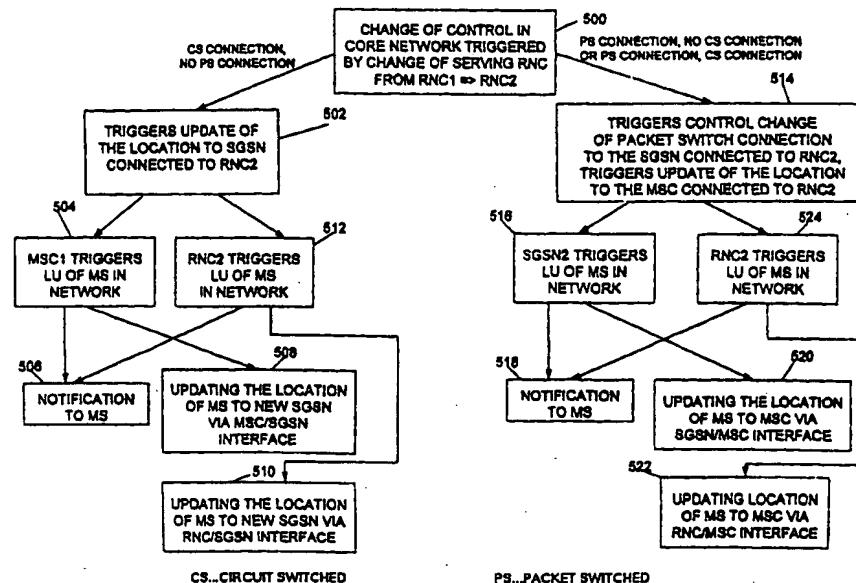 500
CHANGE OF CONTROL IN
CORE NETWORK TRIGGERED
BY CHANGE OF SERVING RNC
FROM RNC1 => RNC2
CS CONNECTION,
NO PS CONNECTION
PS CONNECTION, NO CS CONNECTION
OR PS CONNECTION, CS CONNECTION
502
TRIGGERS UPDATE OF
THE LOCATION TO SGSN
CONNECTED TO RNC2
514
TRIGGERS CONTROL CHANGE
OF PACKET SWITCH CONNECTION
TO THE SGSN CONNECTED TO RNC2,
TRIGGERS UPDATE OF THE LOCATION
TO THE MSC CONNECTED TO RNC2
504
MSC1 TRIGGERS
LU OF MS IN
NETWORK
512
RNC2 TRIGGERS
LU OF MS
IN NETWORK
516
SGSN2 TRIGGERS
LU OF MS IN
NETWORK
524
RNC2 TRIGGERS
LU OF MS IN
NETWORK
506
NOTIFICATION
TO MS
508
UPDATING THE LOCATION
OF MS TO NEW SGSN
VIA MSC/SGSN
INTERFACE
518
NOTIFICATION
TO MS
520
UPDATING THE LOCATION
OF MS TO MSC VIA
SGSN/MSC INTERFACE
510
UPDATING THE LOCATION
OF MS TO NEW SGSN VIA
RNC/SGSN INTERFACE
522
UPDATING LOCATION
OF MS TO MSC VIA
RNC/MSC INTERFACE
CS...CIRCUIT SWITCHED
PS...PACKET SWITCHED